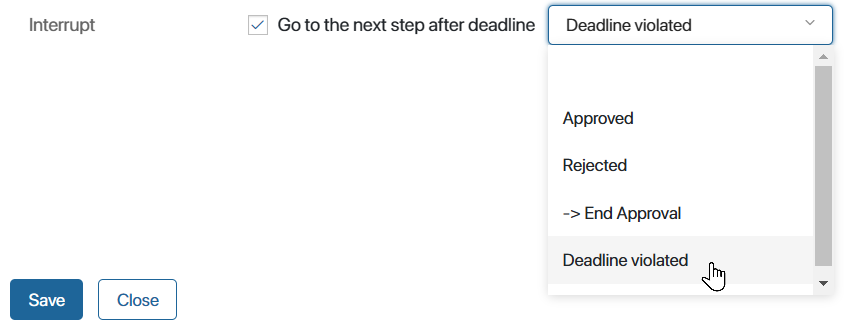 Interrupt
Go to the next step after deadline
Deadline violated
Approved
Rejected
-> End Approval
Deadline violated
Save
Close